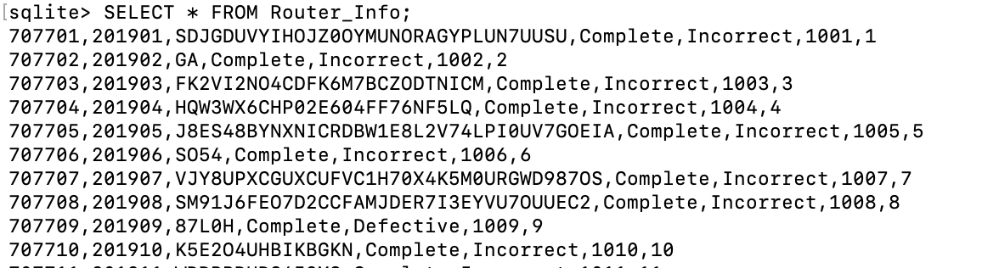 sqlite> SELECT * FROM Router_Info;
707701,201901,SDJGDUVYIHOJZ0OYMUNORAGYPLUN7UUSU,Complete,Incorrect,1001,1
707702,201902,GA,Complete,Incorrect,1002,2
707703,201903,FK2VI2NO4CDFK6M7BCZODTNICM,Complete,Incorrect,1003,3
707704,201904,HQW3WX6CHP02E604FF76NF5LQ,Complete,Incorrect,1004,4
707705,201905,J8ES48BYNXNICRDBW1E8L2V74LPI0UV7GOEIA,Complete,Incorrect,1005,5
707706,201906,SO54,Complete,Incorrect,1006,6
707707,201907,VJY8UPXCGUXCUFVC1H70X4K5M0URGWD987OS,Complete,Incorrect,1007,7
707708,201908,SM91J6FEO7D2CCFAMJDER7I3EYVU7OUUEC2,Complete,Incorrect,1008,8
707709,201909,87L0H,Complete,Defective,1009,9
707710,201910,K5E2O4UHBIKBGKN,Complete,Incorrect,1010,10